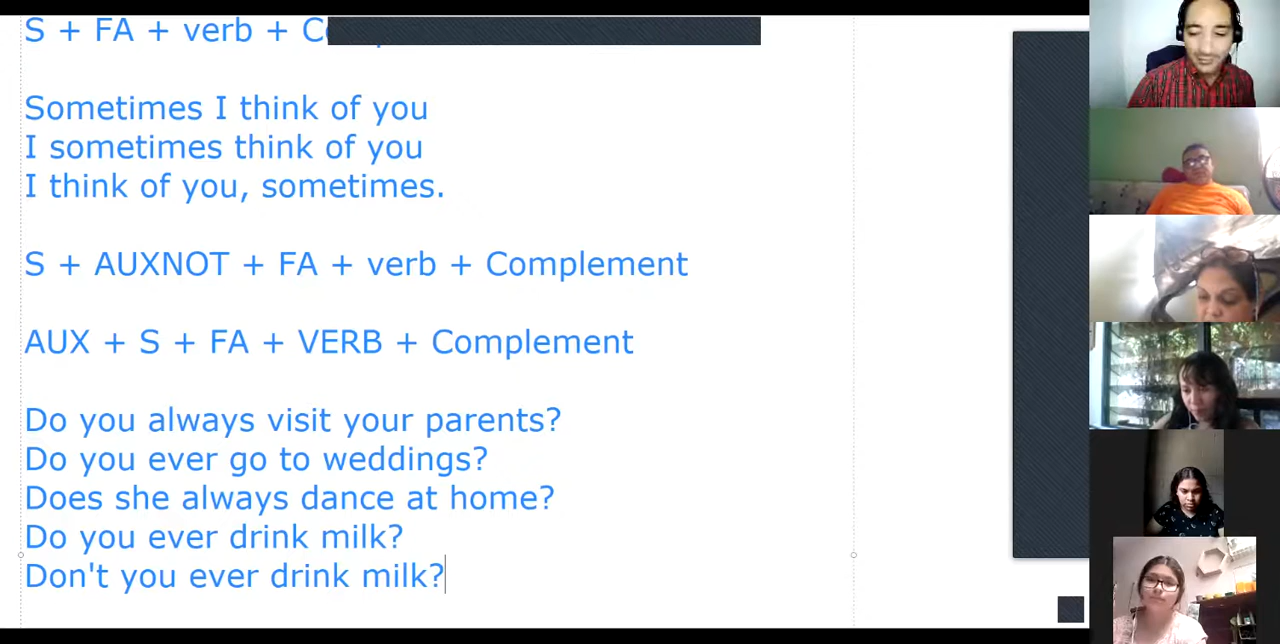 S + FA + verb +
Sometimes I think of you
I sometimes think of you
I think of you, sometimes.
S + AUXNOT + FA + verb + Complement
AUX + S + FA + VERB + Complement
Do you always visit your parents?
Do you ever go to weddings?
Does she always dance at home?
Do you ever drink milk?
Don't you ever drink milk?